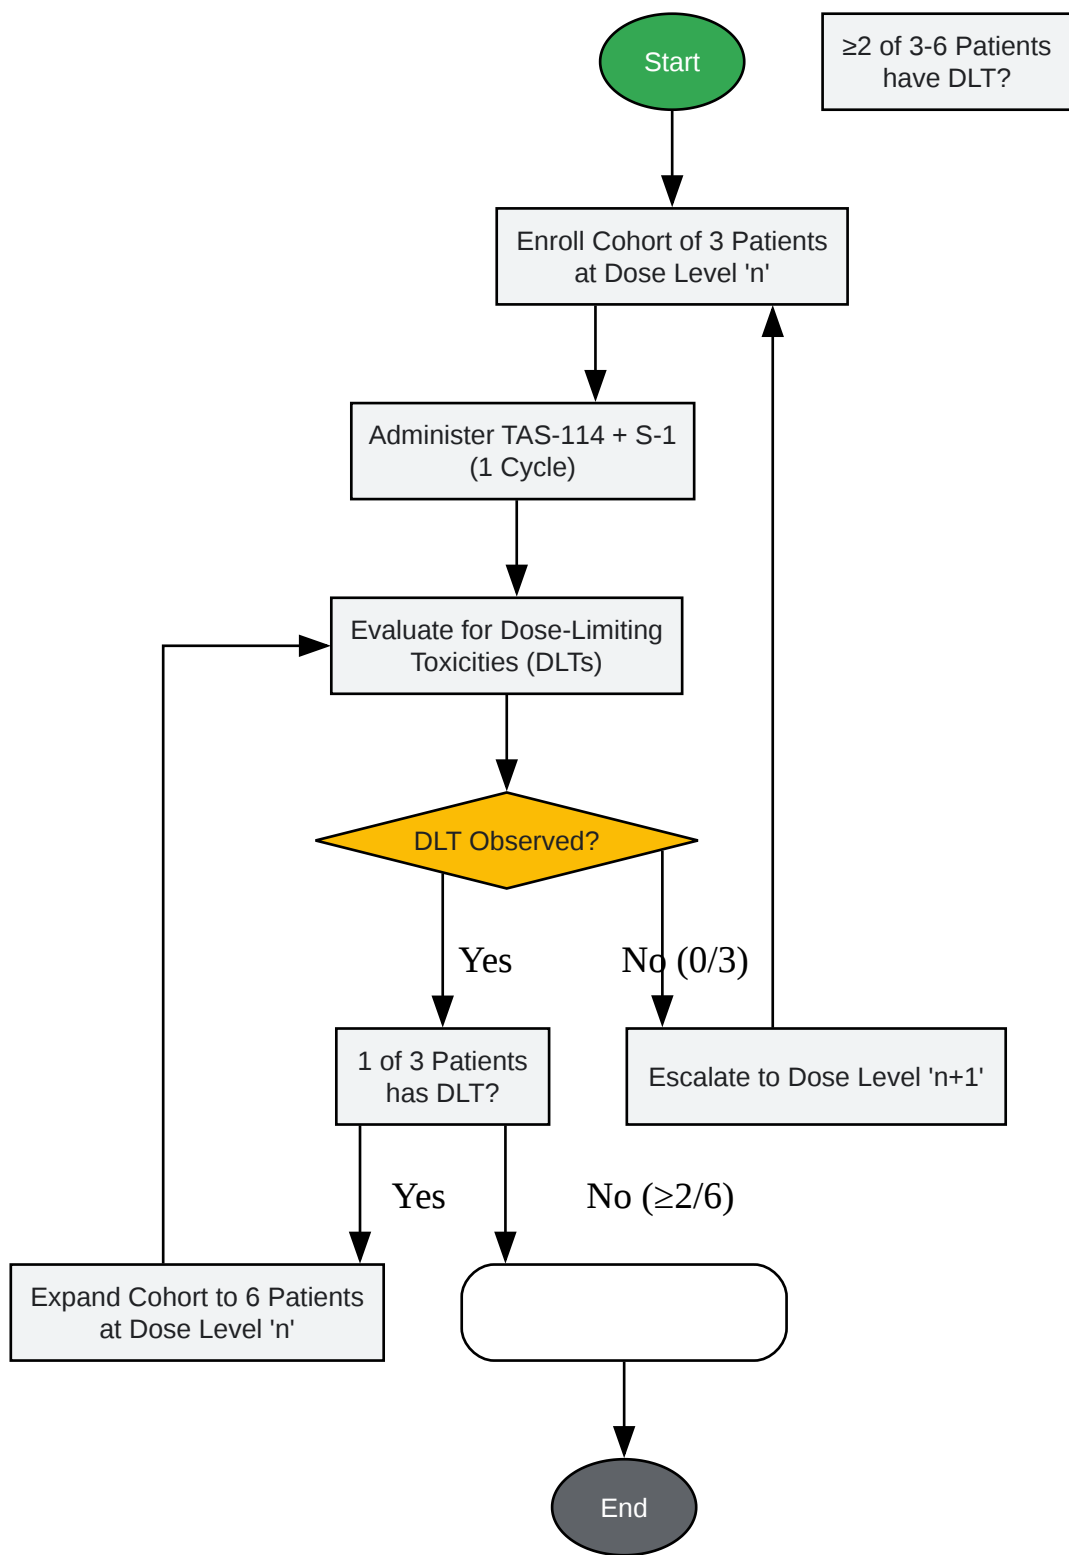 Start
≥2 of 3-6 Patients
have DLT?
Enroll Cohort of 3 Patients
at Dose Level 'n'
Administer TAS-114 + S-1
(1 Cycle)
Evaluate for Dose-Limiting
Toxicities (DLTs)
DLT Observed?
Yes
No (0/3)
1 of 3 Patients
has DLT?
Escalate to Dose Level 'n+1'
Yes
No (≥2/6)
Expand Cohort to 6 Patients
at Dose Level 'n'
End